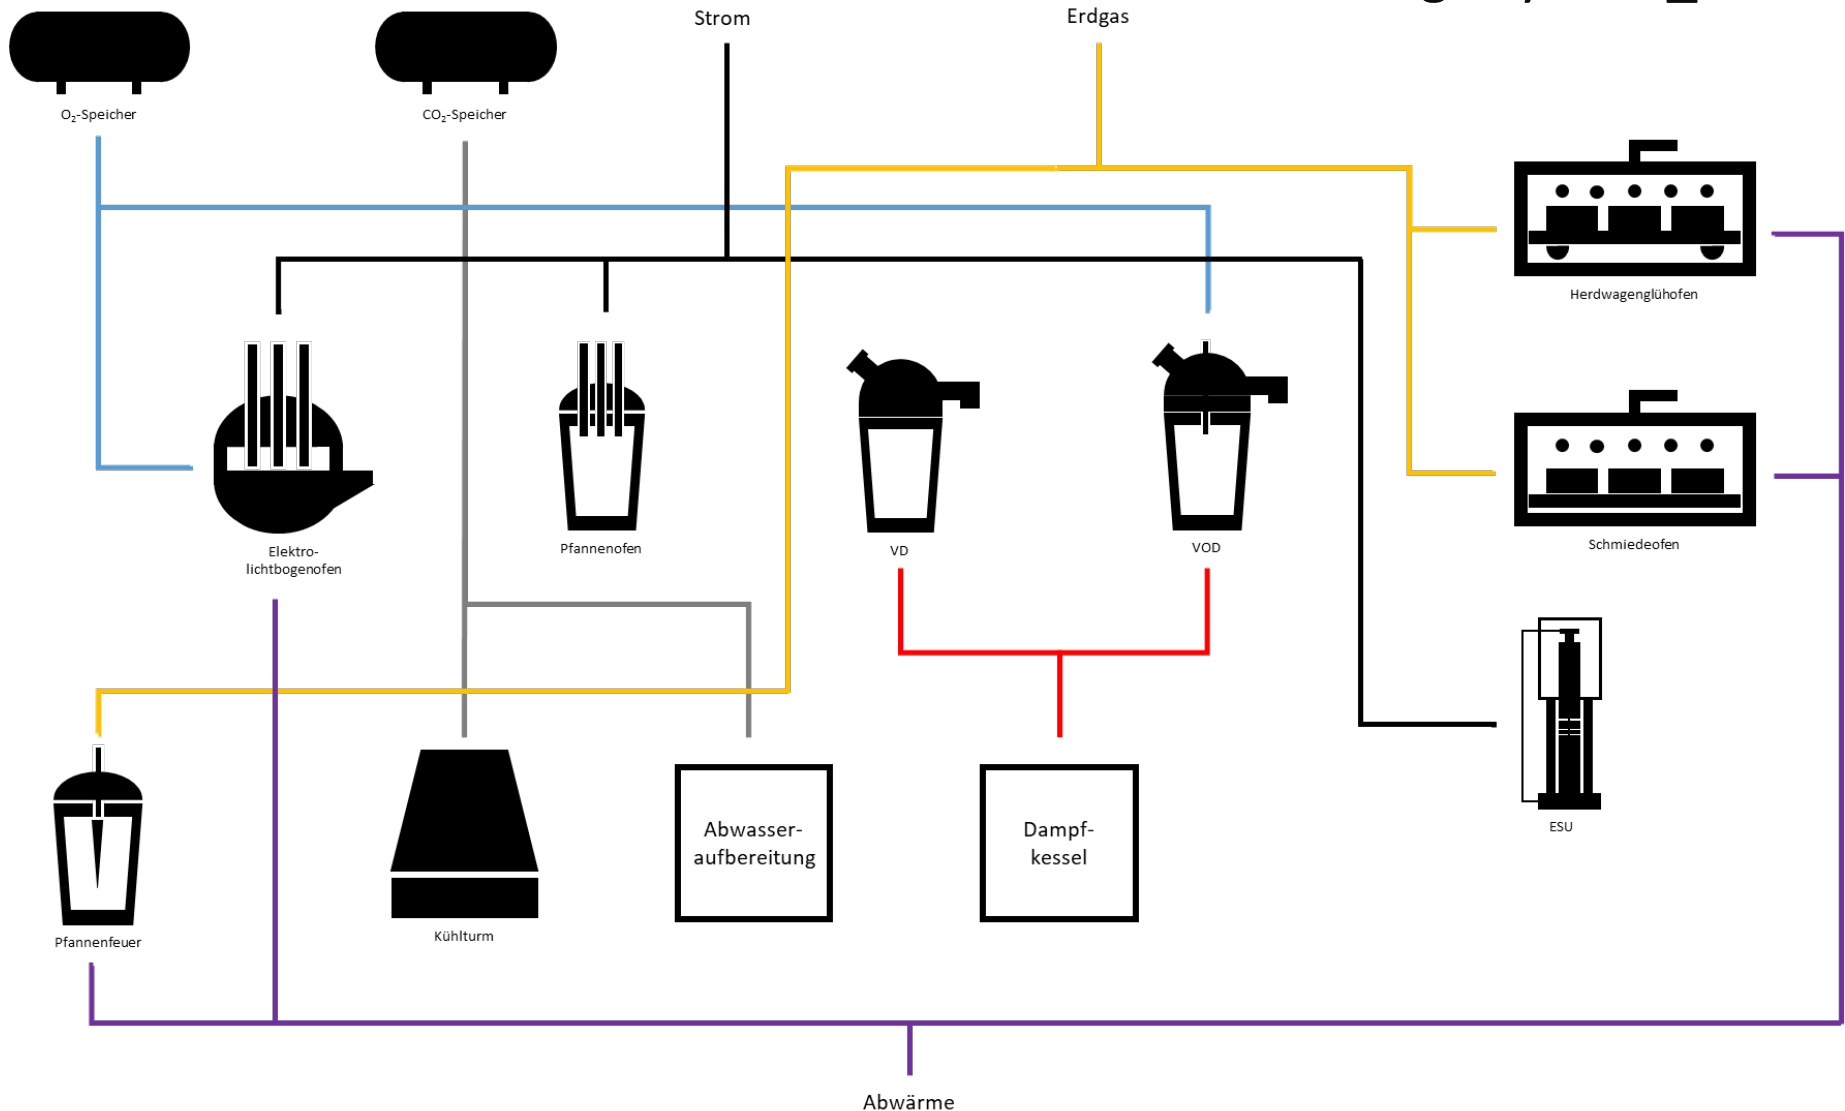 Strom
Erdgas
O₂-Speicher
CO₂-Speicher
Herdwagenglühofen
Elektro-
lichtbogenofen
Pfannenofen
VD
VOD
Schmiedeofen
Abwasser-
aufbereitung
Dampf-
kessel
ESU
Pfannenfeuer
Kühlturm
Abwärme